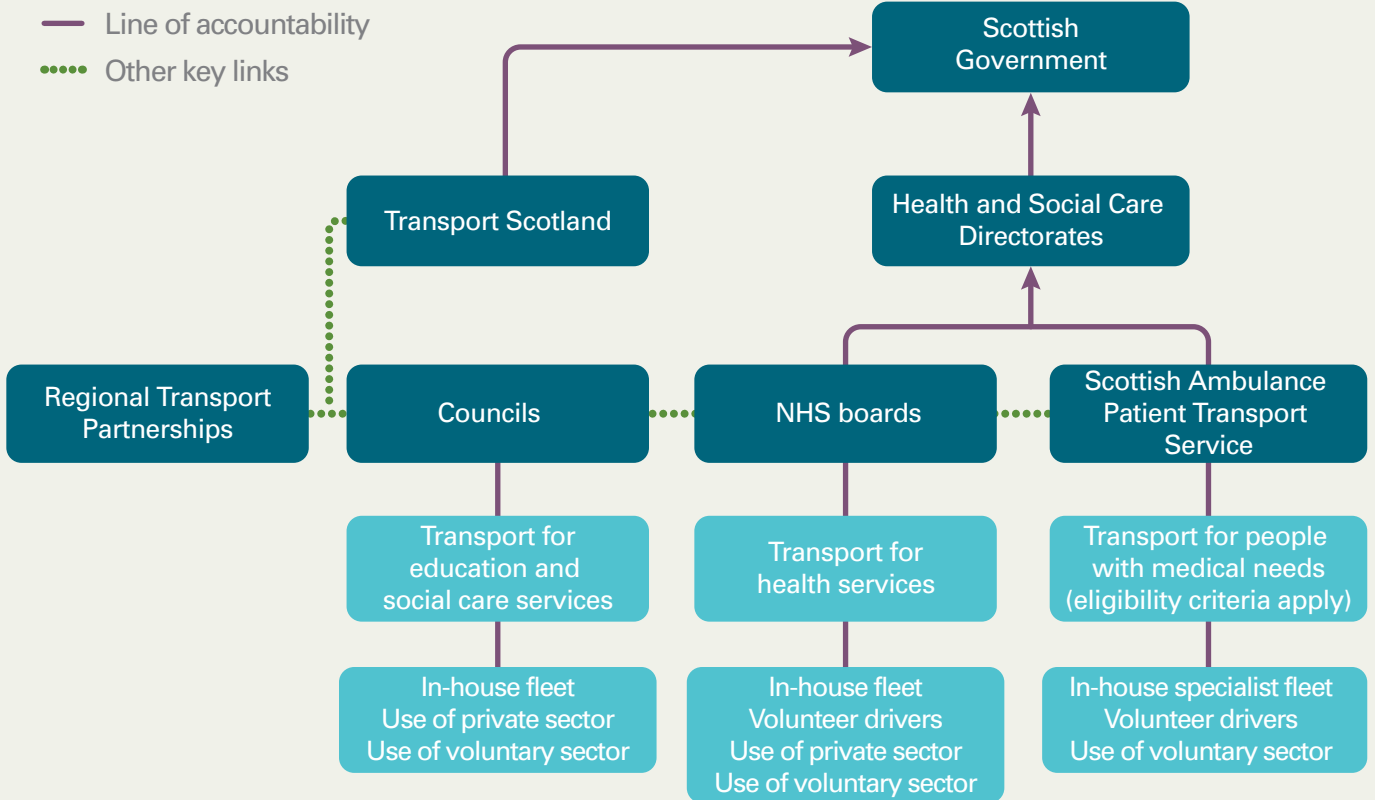 Line of accountability
Other key links
Scottish
Government
Transport Scotland
Health and Social Care
Directorates
Regional Transport
Partnerships
Councils
NHS boards
Scottish Ambulance
Patient Transport
Service
Transport for
education and
social care services
Transport for
health services
Transport for people
with medical needs
(eligibility criteria apply)
In-house fleet
Use of private sector
Use of voluntary sector
In-house fleet
Volunteer drivers
Use of private sector
Use of voluntary sector
In-house specialist fleet
Volunteer drivers
Use of voluntary sector